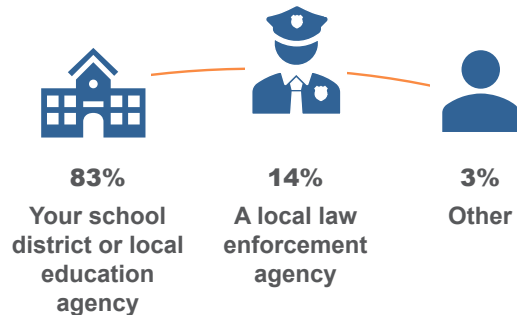 83%
Your school
district or local
education
agency
14%
A local law
enforcement
agency
3%
Other